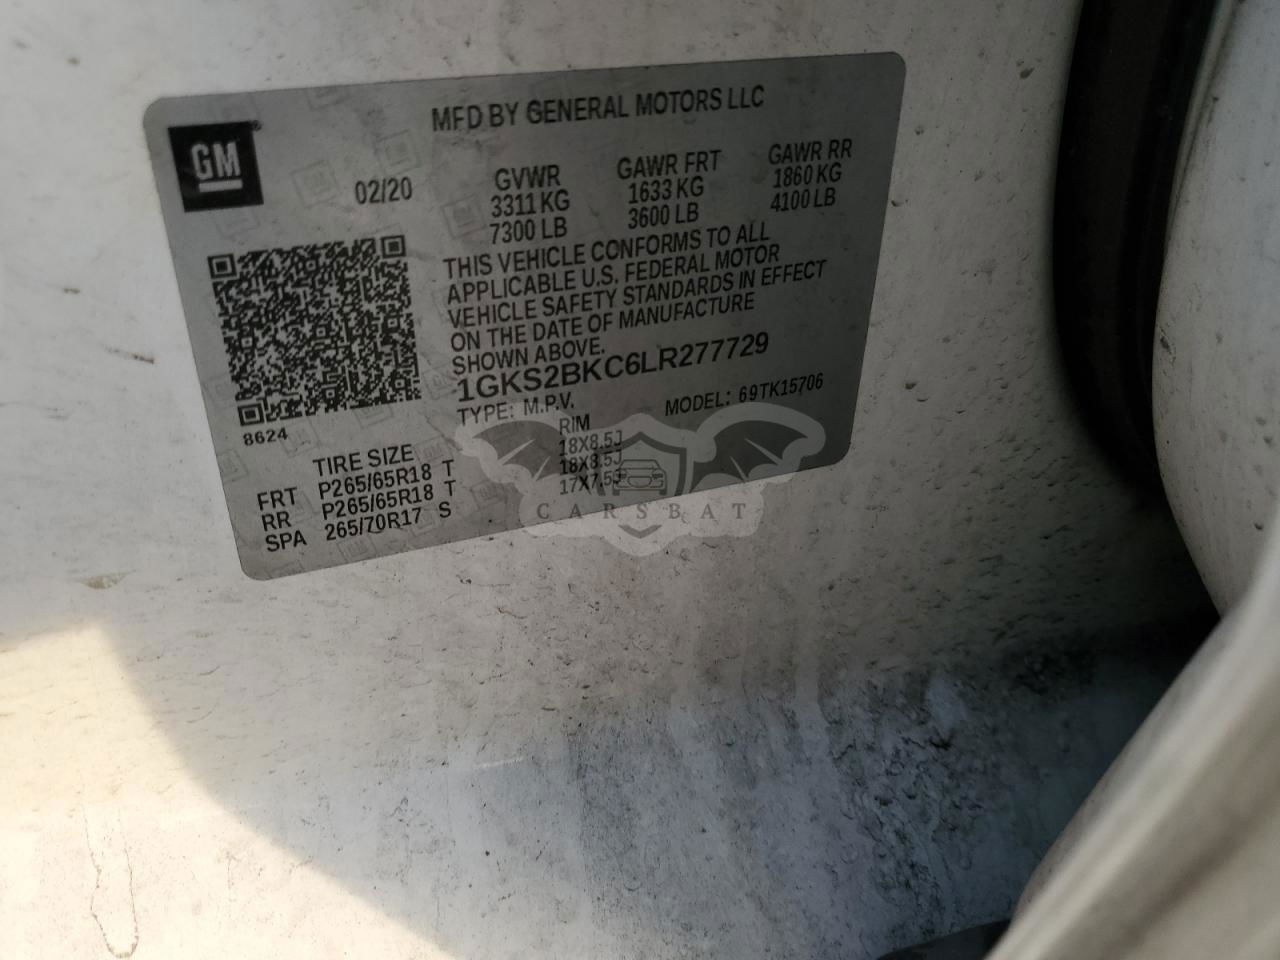 MFD BY GENERAL MOTORS LLC
GM
02/20
GVWR GAWR FRT GAWR RR
3311 KG 1633 KG 1860 KG
7300 LB 3600 LB 4100 LB
THIS VEHICLE CONFORMS TO ALL
APPLICABLE U.S. FEDERAL MOTOR
VEHICLE SAFETY STANDARDS IN EFFECT
ON THE DATE OF MANUFACTURE
SHOWN ABOVE.
1GKS2BKC6LR277729
TYPE: M.P.V. MODEL: 69TK15706
8624
TIRE SIZE RIM
FRT P265/65R18 T 18X8.5J
RR P265/65R18 T 18X8.5J
SPA 265/70R17 S 17X7.5J
CARSBAT